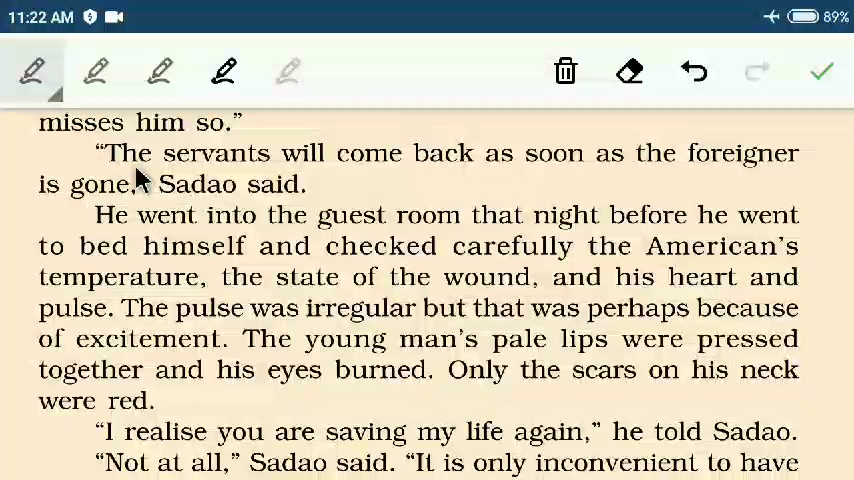 11:22 AM 89%
misses him so.”
“The servants will come back as soon as the foreigner
is gone,” Sadao said.
He went into the guest room that night before he went
to bed himself and checked carefully the American’s
temperature, the state of the wound, and his heart and
pulse. The pulse was irregular but that was perhaps because
of excitement. The young man’s pale lips were pressed
together and his eyes burned. Only the scars on his neck
were red.
“I realise you are saving my life again,” he told Sadao.
“Not at all,” Sadao said. “It is only inconvenient to have